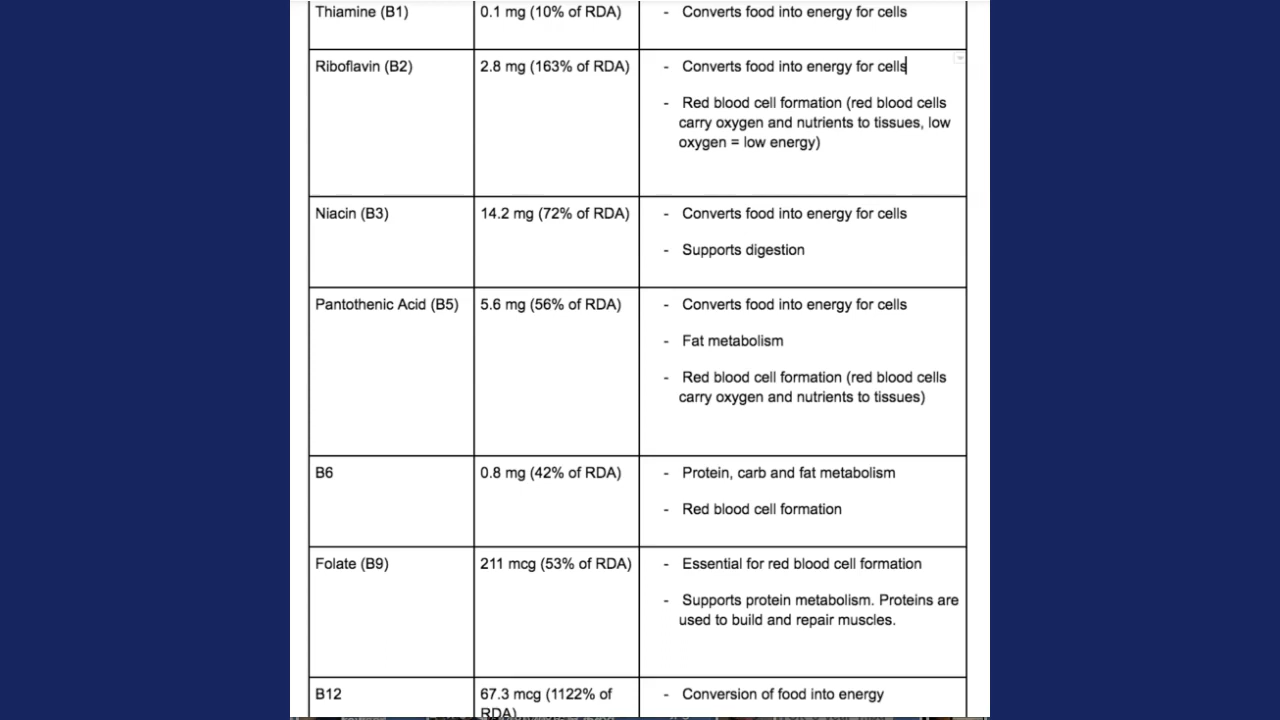 Thiamine (B1) 0.1 mg (10% of RDA) - Converts food into energy for cells
Riboflavin (B2) 2.8 mg (163% of RDA) - Converts food into energy for cells
- Red blood cell formation (red blood cells
carry oxygen and nutrients to tissues, low
oxygen = low energy)
Niacin (B3) 14.2 mg (72% of RDA) - Converts food into energy for cells
- Supports digestion
Pantothenic Acid (B5) 5.6 mg (56% of RDA) - Converts food into energy for cells
- Fat metabolism
- Red blood cell formation (red blood cells
carry oxygen and nutrients to tissues)
B6 0.8 mg (42% of RDA) - Protein, carb and fat metabolism
- Red blood cell formation
Folate (B9) 211 mcg (53% of RDA) - Essential for red blood cell formation
- Supports protein metabolism. Proteins are
used to build and repair muscles.
B12 67.3 mcg (1122% of - Conversion of food into energy
RDA)